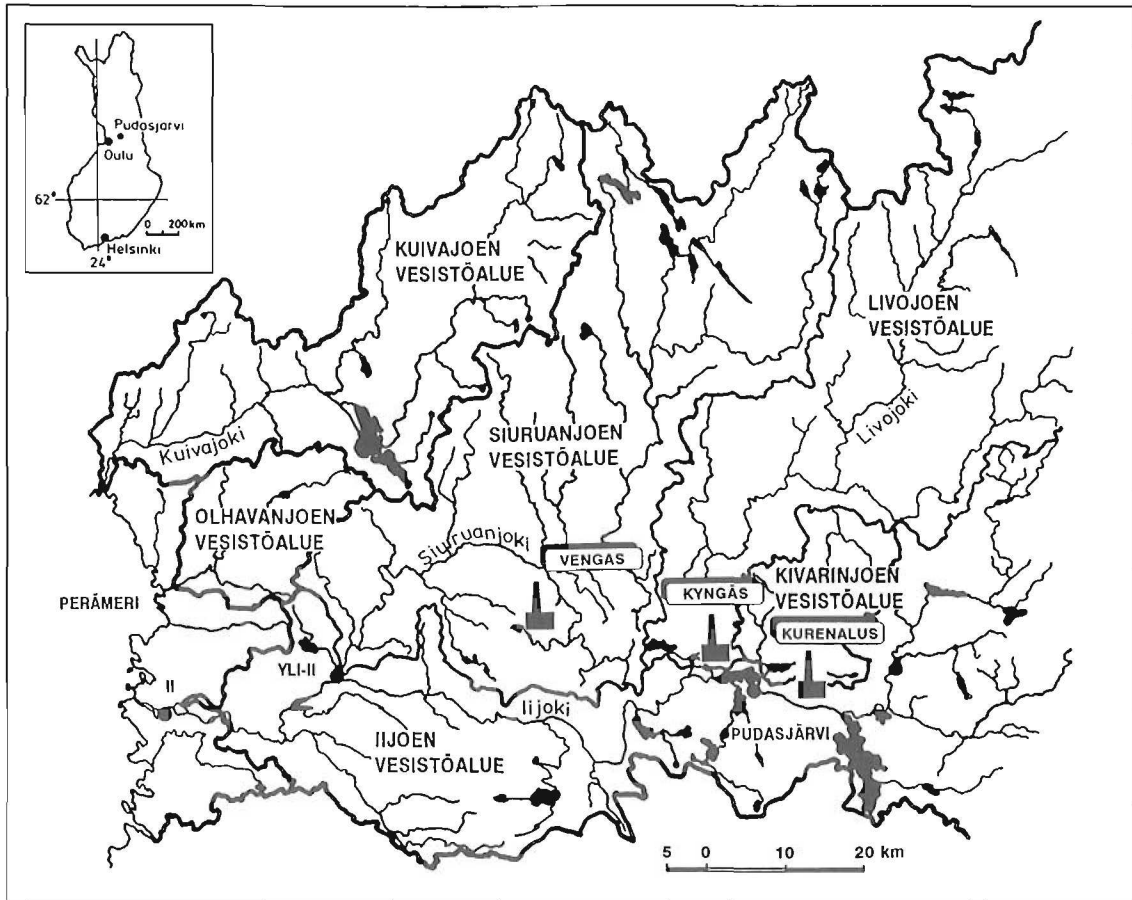 Pudasjärvi
Oulu
62°
0 200km
Helsinki
24°
KUIVAJOEN
VESISTÖALUE
LIVOJOEN
VESISTÖALUE
Livojoki
SIURUANJOEN
VESISTÖALUE
Kuivajoki
OLHAVANJOEN
VESISTÖALUE
Siuruanjoki
VENGAS
KIVARINJOEN
VESISTÖALUE
KYNGÄS
KURENALUS
PERÄMERI
YLI-II
II
Iijoki
PUDASJÄRVI
IIJOEN
VESISTÖALUE
5 0 10 20 km